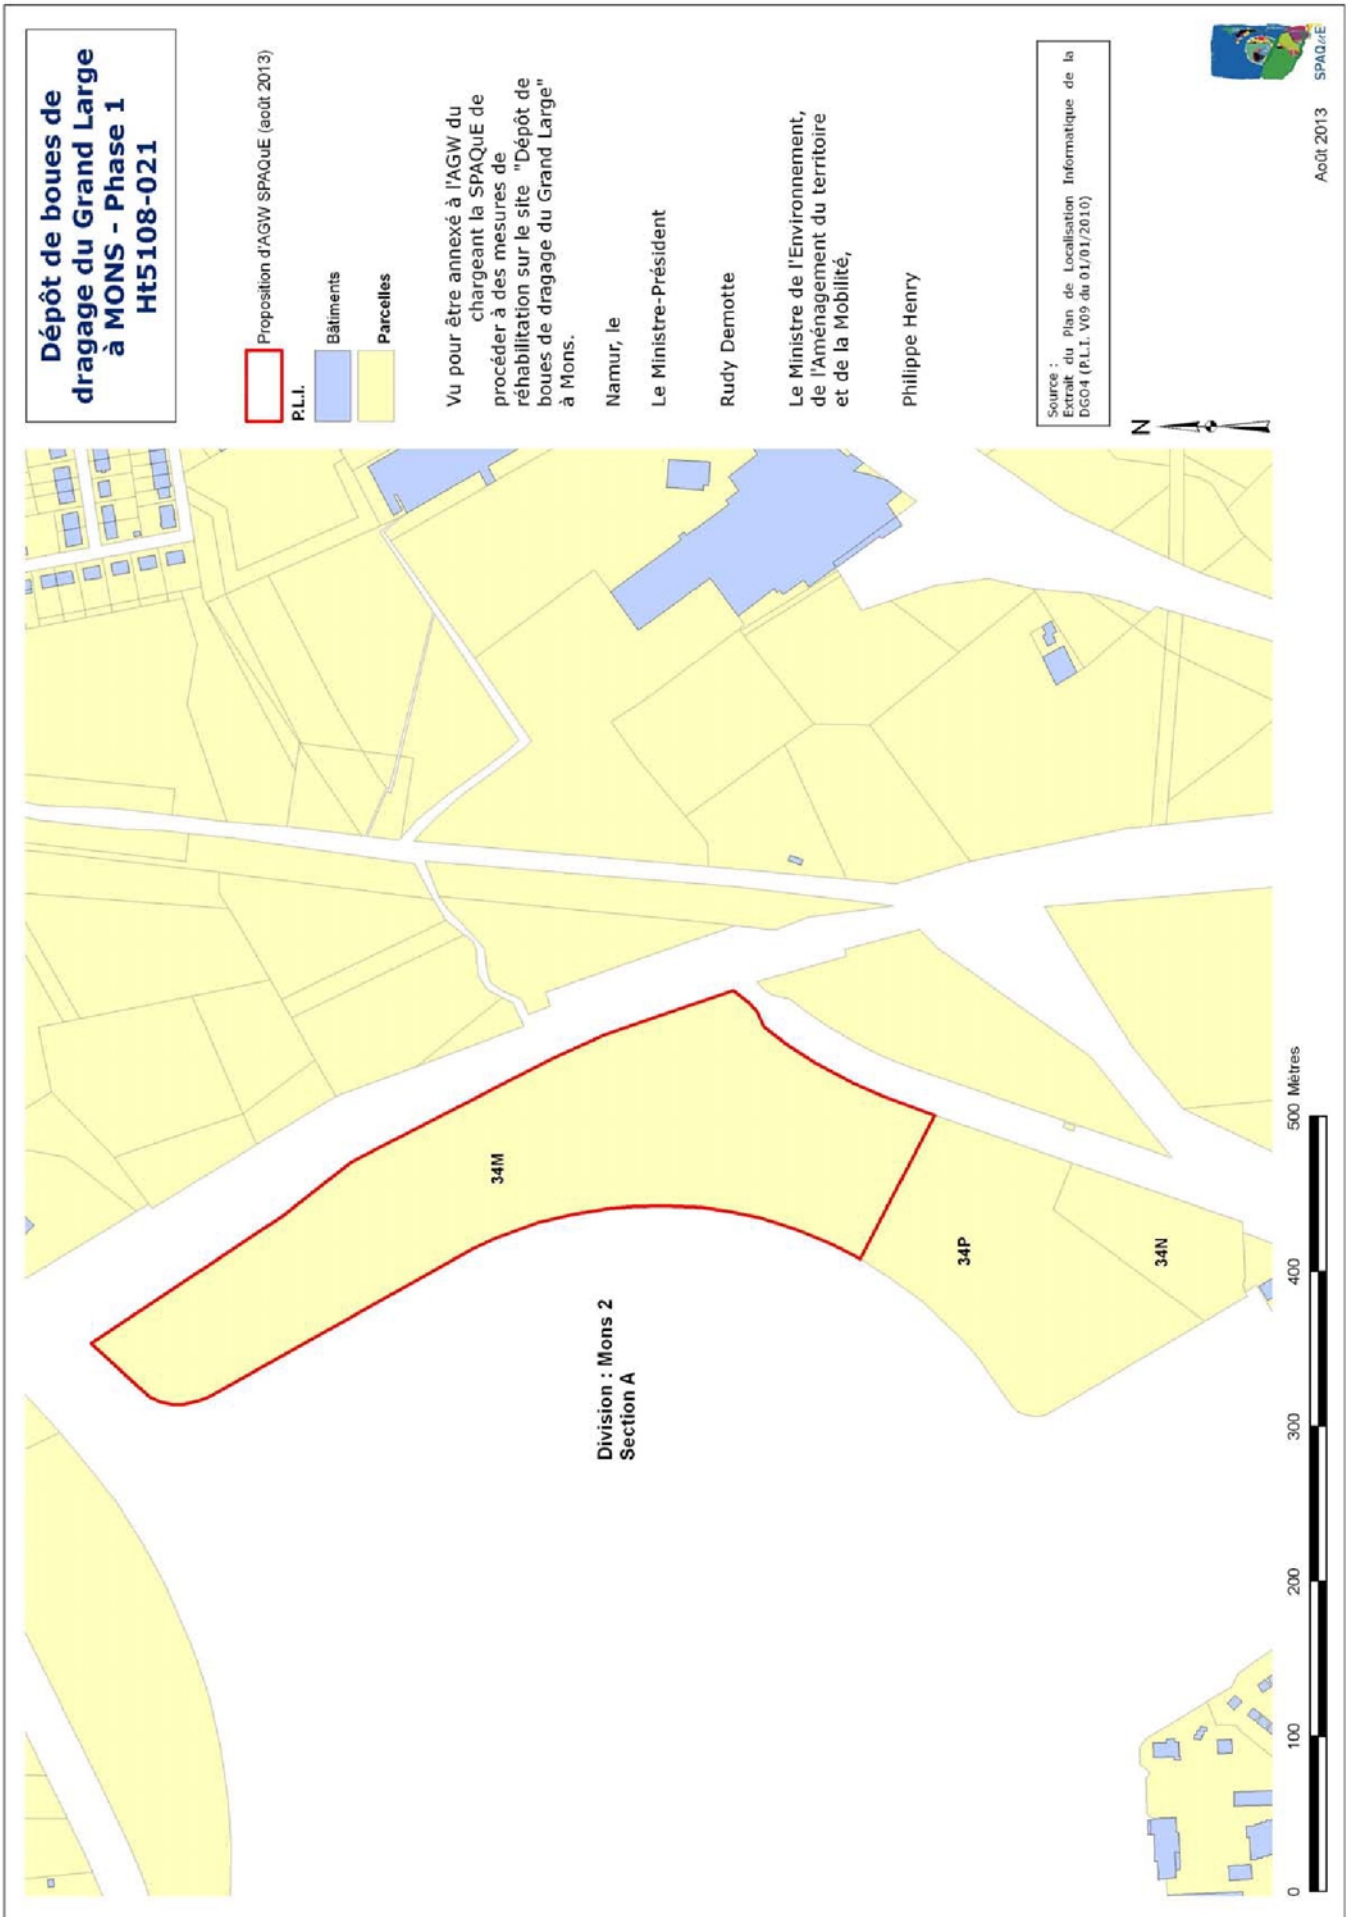 Dépôt de boues de
dragage du Grand Large
à MONS - Phase 1
Ht5108-021
Proposition d'AGW SPAQuE (août 2013)
P.L.I.
Bâtiments
Parcelles
Vu pour être annexé à l'AGW du
chargeant la SPAQuE de
procéder à des mesures de
réhabilitation sur le site "Dépôt de
boues de dragage du Grand Large"
à Mons.
Namur, le
Le Ministre-Président
Rudy Demotte
Le Ministre de l'Environnement,
de l'Aménagement du territoire
et de la Mobilité,
Philippe Henry
Source :
Extrait du Plan de Localisation Informatique de la
DGO4 (P.L.I. V09 du 01/01/2010)
N
34M
34P
34N
Division : Mons 2
Section A
0 100 200 300 400 500 Mètres
Août 2013
SPAQuE